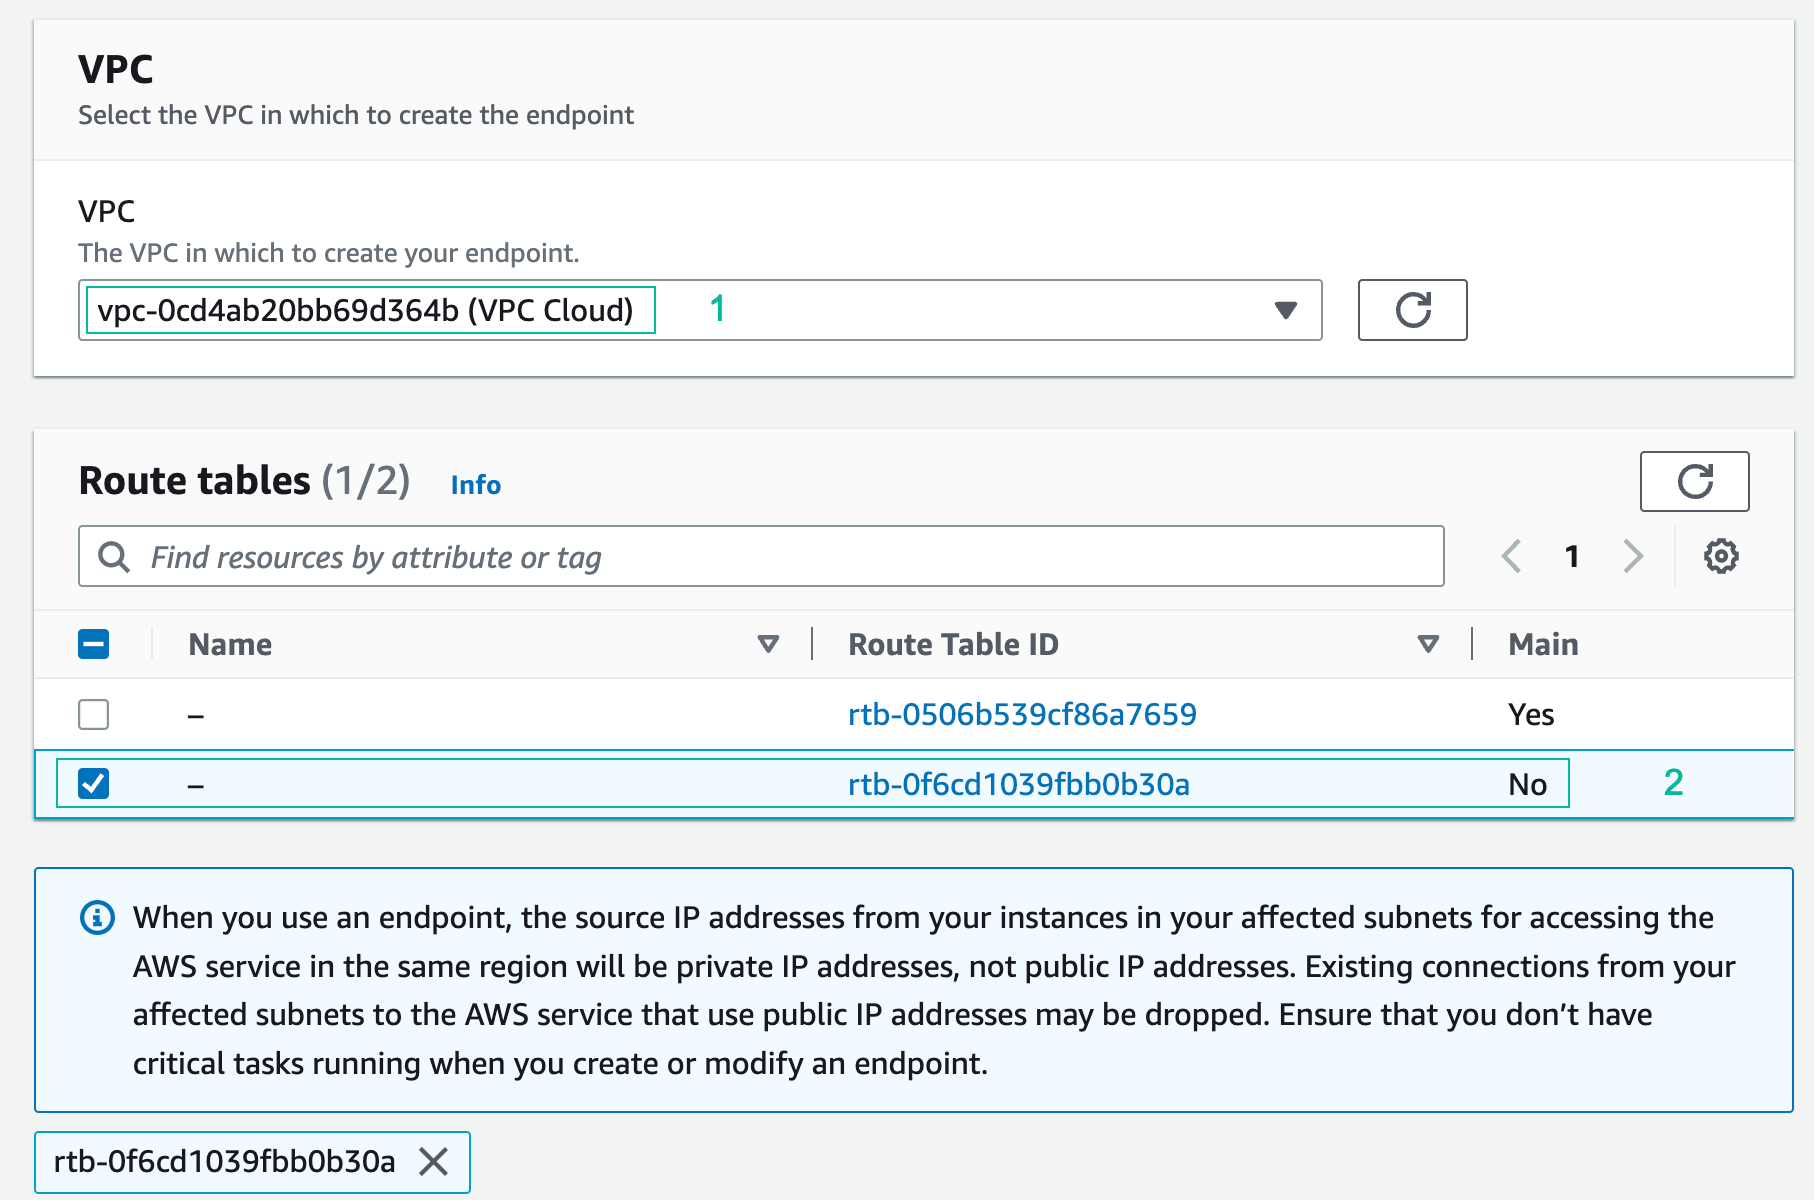 VPC
Select the VPC in which to create the endpoint
VPC
The VPC in which to create your endpoint.
vpc-0cd4ab20bb69d364b (VPC Cloud) 1
Route tables (1/2) Info
Find resources by attribute or tag 1
Name Route Table ID Main
– rtb-0506b539cf86a7659 Yes
– rtb-0f6cd1039fbb0b30a No 2
When you use an endpoint, the source IP addresses from your instances in your affected subnets for accessing the
AWS service in the same region will be private IP addresses, not public IP addresses. Existing connections from your
affected subnets to the AWS service that use public IP addresses may be dropped. Ensure that you don’t have
critical tasks running when you create or modify an endpoint.
rtb-0f6cd1039fbb0b30a